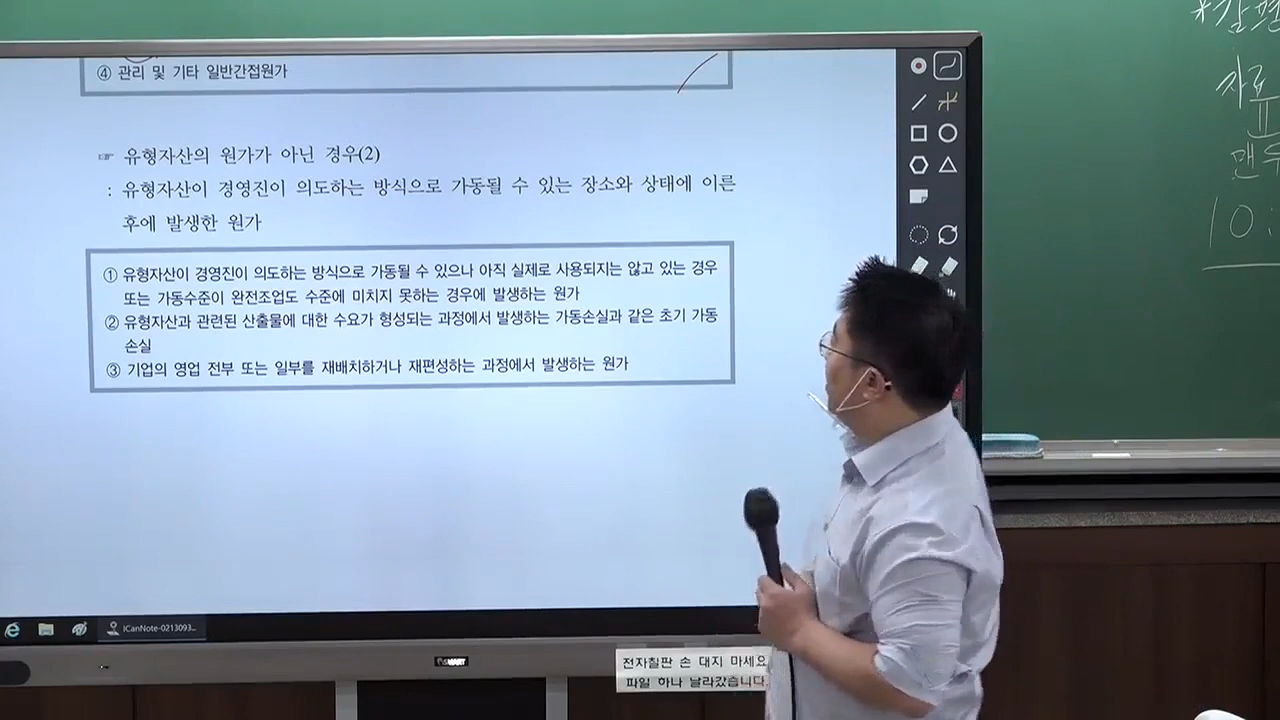 ④ 관리 및 기타 일반간접원가
☞ 유형자산의 원가가 아닌 경우(2)
: 유형자산이 경영진이 의도하는 방식으로 가동될 수 있는 장소와 상태에 이른
후에 발생한 원가
① 유형자산이 경영진이 의도하는 방식으로 가동될 수 있으나 아직 실제로 사용되지는 않고 있는 경우
또는 가동수준이 완전조업도 수준에 미치지 못하는 경우에 발생하는 원가
② 유형자산과 관련된 산출물에 대한 수요가 형성되는 과정에서 발생하는 가동손실과 같은 초기 가동
손실
③ 기업의 영업 전부 또는 일부를 재배치하거나 재편성하는 과정에서 발생하는 원가
ICanNote-0213093...
SMART
전자칠판 손 대지 마세요
파일 하나 날라갔습니다.
자료
10: